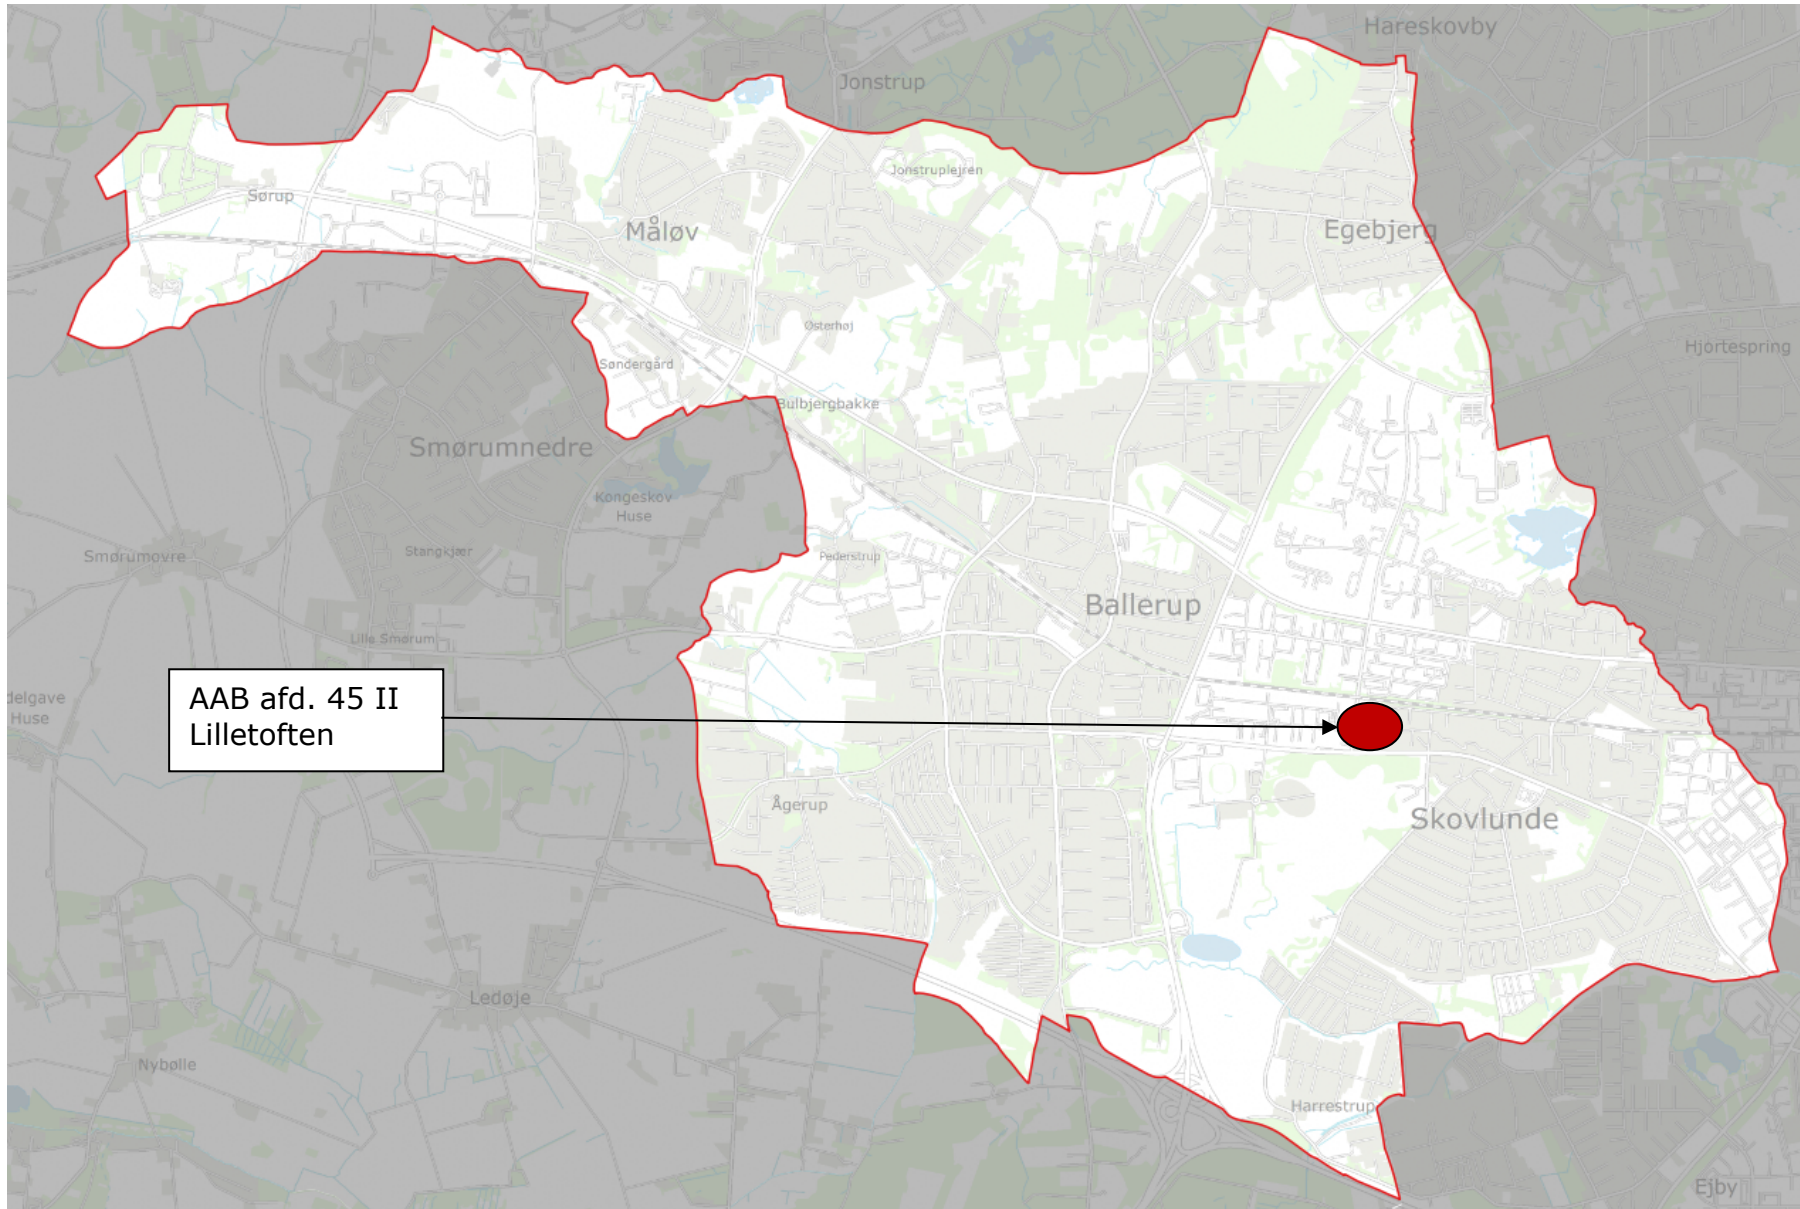 Hareskovby
Jonstrup
Jonstruplejren
Sørup
Måløv
Egebjerg
Østerhøj
Hjortespring
Søndergård
Bulbjergbakke
Smørumnedre
Kongeskov
Huse
Stangkjær
Smørumovre
Pederstrup
Ballerup
Lille Smørum
delgave
Huse
AAB afd. 45 II
Lilletoften
Ågerup
Skovlunde
Ledøje
Nybølle
Harrestrup
Ejby